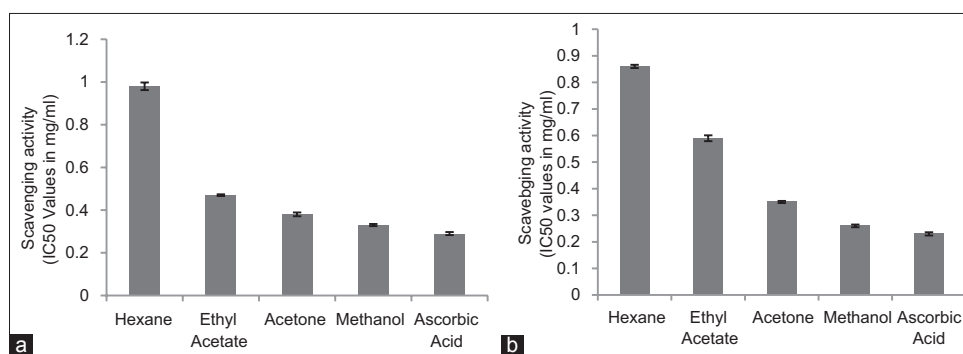 Scavenging activity
(IC50 Values in mg/ml)
1.2
1
0.8
0.6
0.4
0.2
0
Hexane
Ethyl
Acetate
Acetone
Methanol
Ascorbic
Acid
a
Scavebging activity
(IC50 values in mg/ml)
1
0.9
0.8
0.7
0.6
0.5
0.4
0.3
0.2
0.1
0
Hexane
Ethyl
Acetate
Acetone
Methanol
Ascorbic
Acid
b